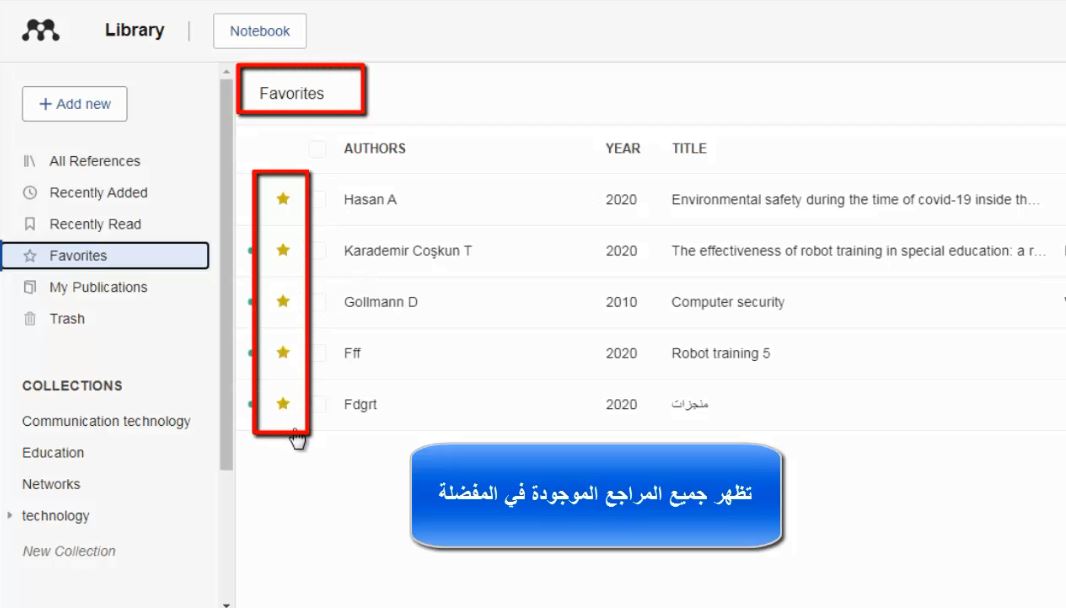 Library
Notebook
+ Add new
All References
Recently Added
Recently Read
Favorites
My Publications
Trash
COLLECTIONS
Communication technology
Education
Networks
technology
New Collection
Favorites
AUTHORS YEAR TITLE
Hasan A 2020 Environmental safety during the time of covid-19 inside th...
Karademir Coşkun T 2020 The effectiveness of robot training in special education: a r...
Gollmann D 2010 Computer security
Fff 2020 Robot training 5
Fdgrt 2020 منجزات
تظهر جميع المراجع الموجودة في المفضلة